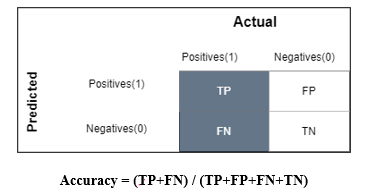 Actual
Positives(1) Negatives(0)
Predicted
Positives(1) TP FP
Negatives(0) FN TN
Accuracy = (TP+FN) / (TP+FP+FN+TN)